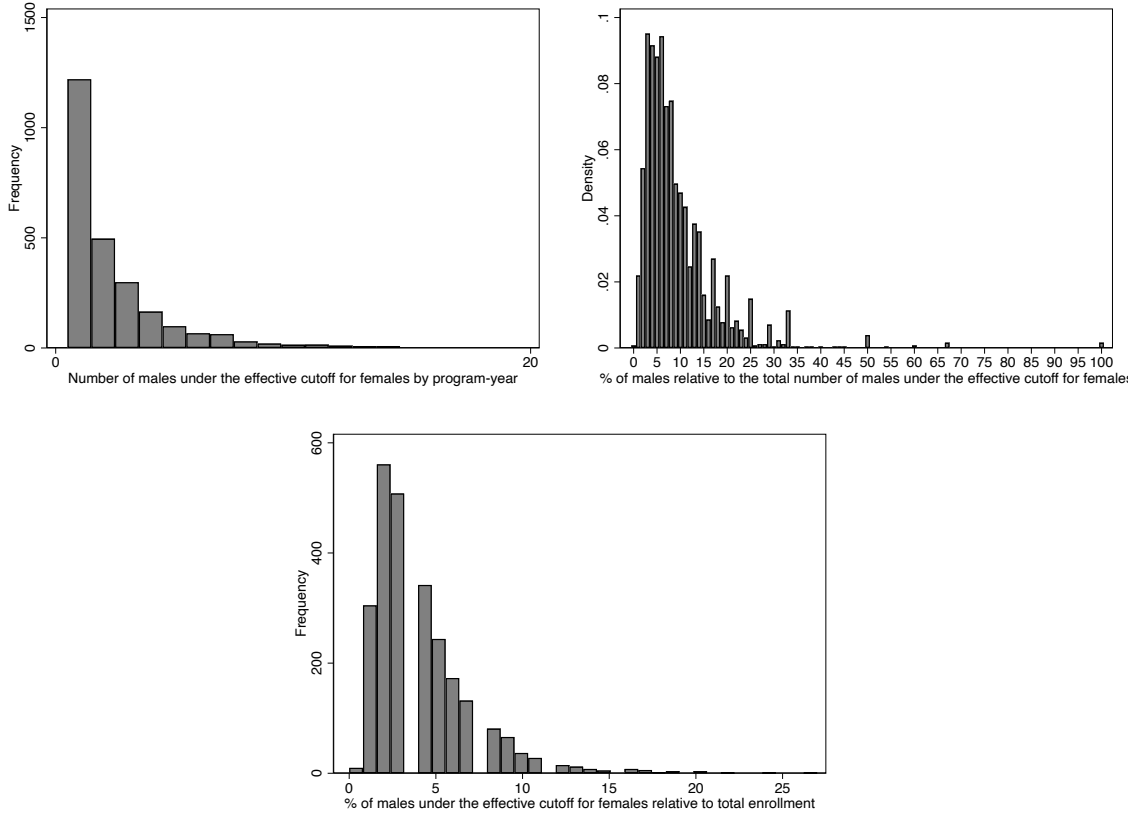 1500
1000
500
0
Frequency
0
20
Number of males under the effective cutoff for females by program-year
.1
.08
.06
.04
.02
0
Density
0 5 10 15 20 25 30 35 40 45 50 55 60 65 70 75 80 85 90 95 100
% of males relative to the total number of males under the effective cutoff for females
600
400
200
0
Frequency
0 5 10 15 20 25
% of males under the effective cutoff for females relative to total enrollment